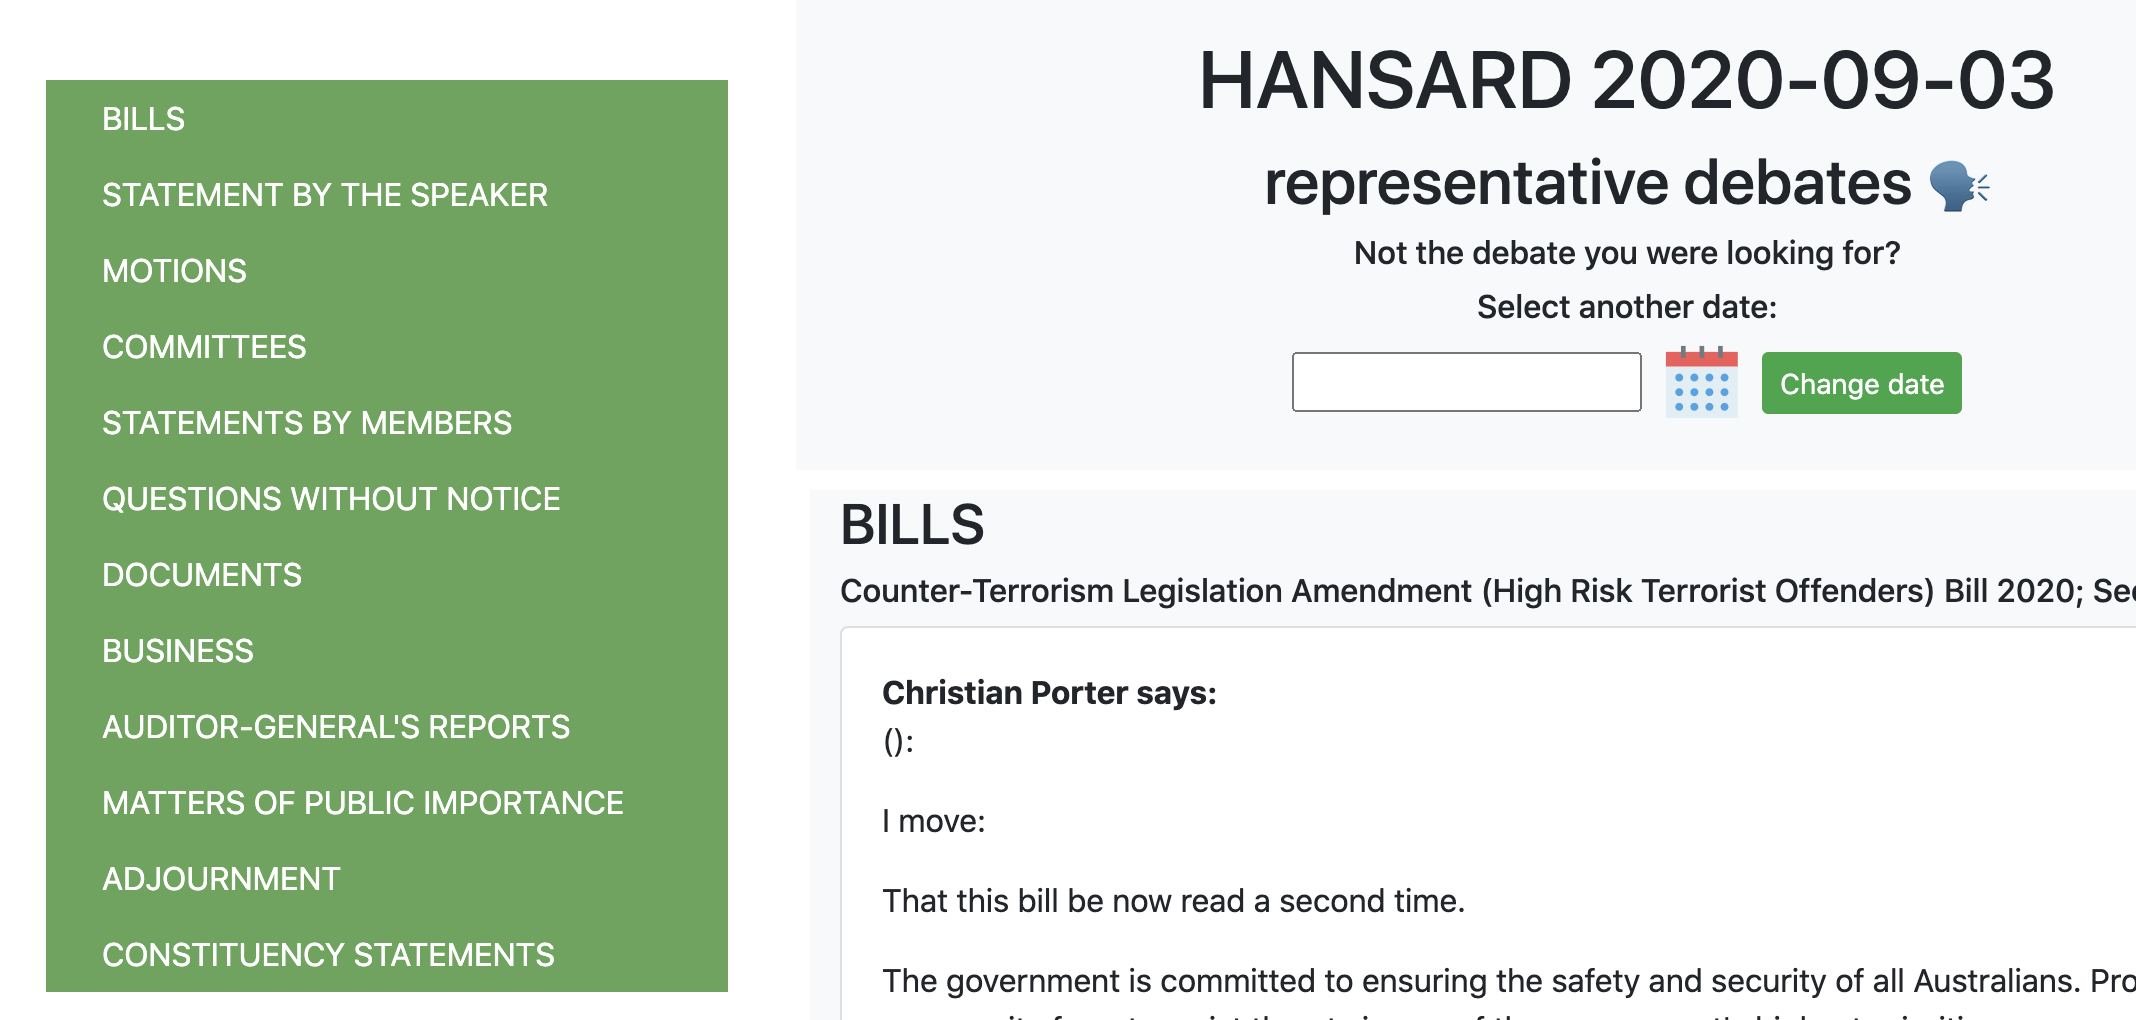 BILLS
STATEMENT BY THE SPEAKER
MOTIONS
COMMITTEES
STATEMENTS BY MEMBERS
QUESTIONS WITHOUT NOTICE
DOCUMENTS
BUSINESS
AUDITOR-GENERAL'S REPORTS
MATTERS OF PUBLIC IMPORTANCE
ADJOURNMENT
CONSTITUENCY STATEMENTS
HANSARD 2020-09-03
representative debates 🗣️
Not the debate you were looking for?
Select another date:
Change date
BILLS
Counter-Terrorism Legislation Amendment (High Risk Terrorist Offenders) Bill 2020;
Christian Porter says:
():
I move:
That this bill be now read a second time.
The government is committed to ensuring the safety and security of all Australians.